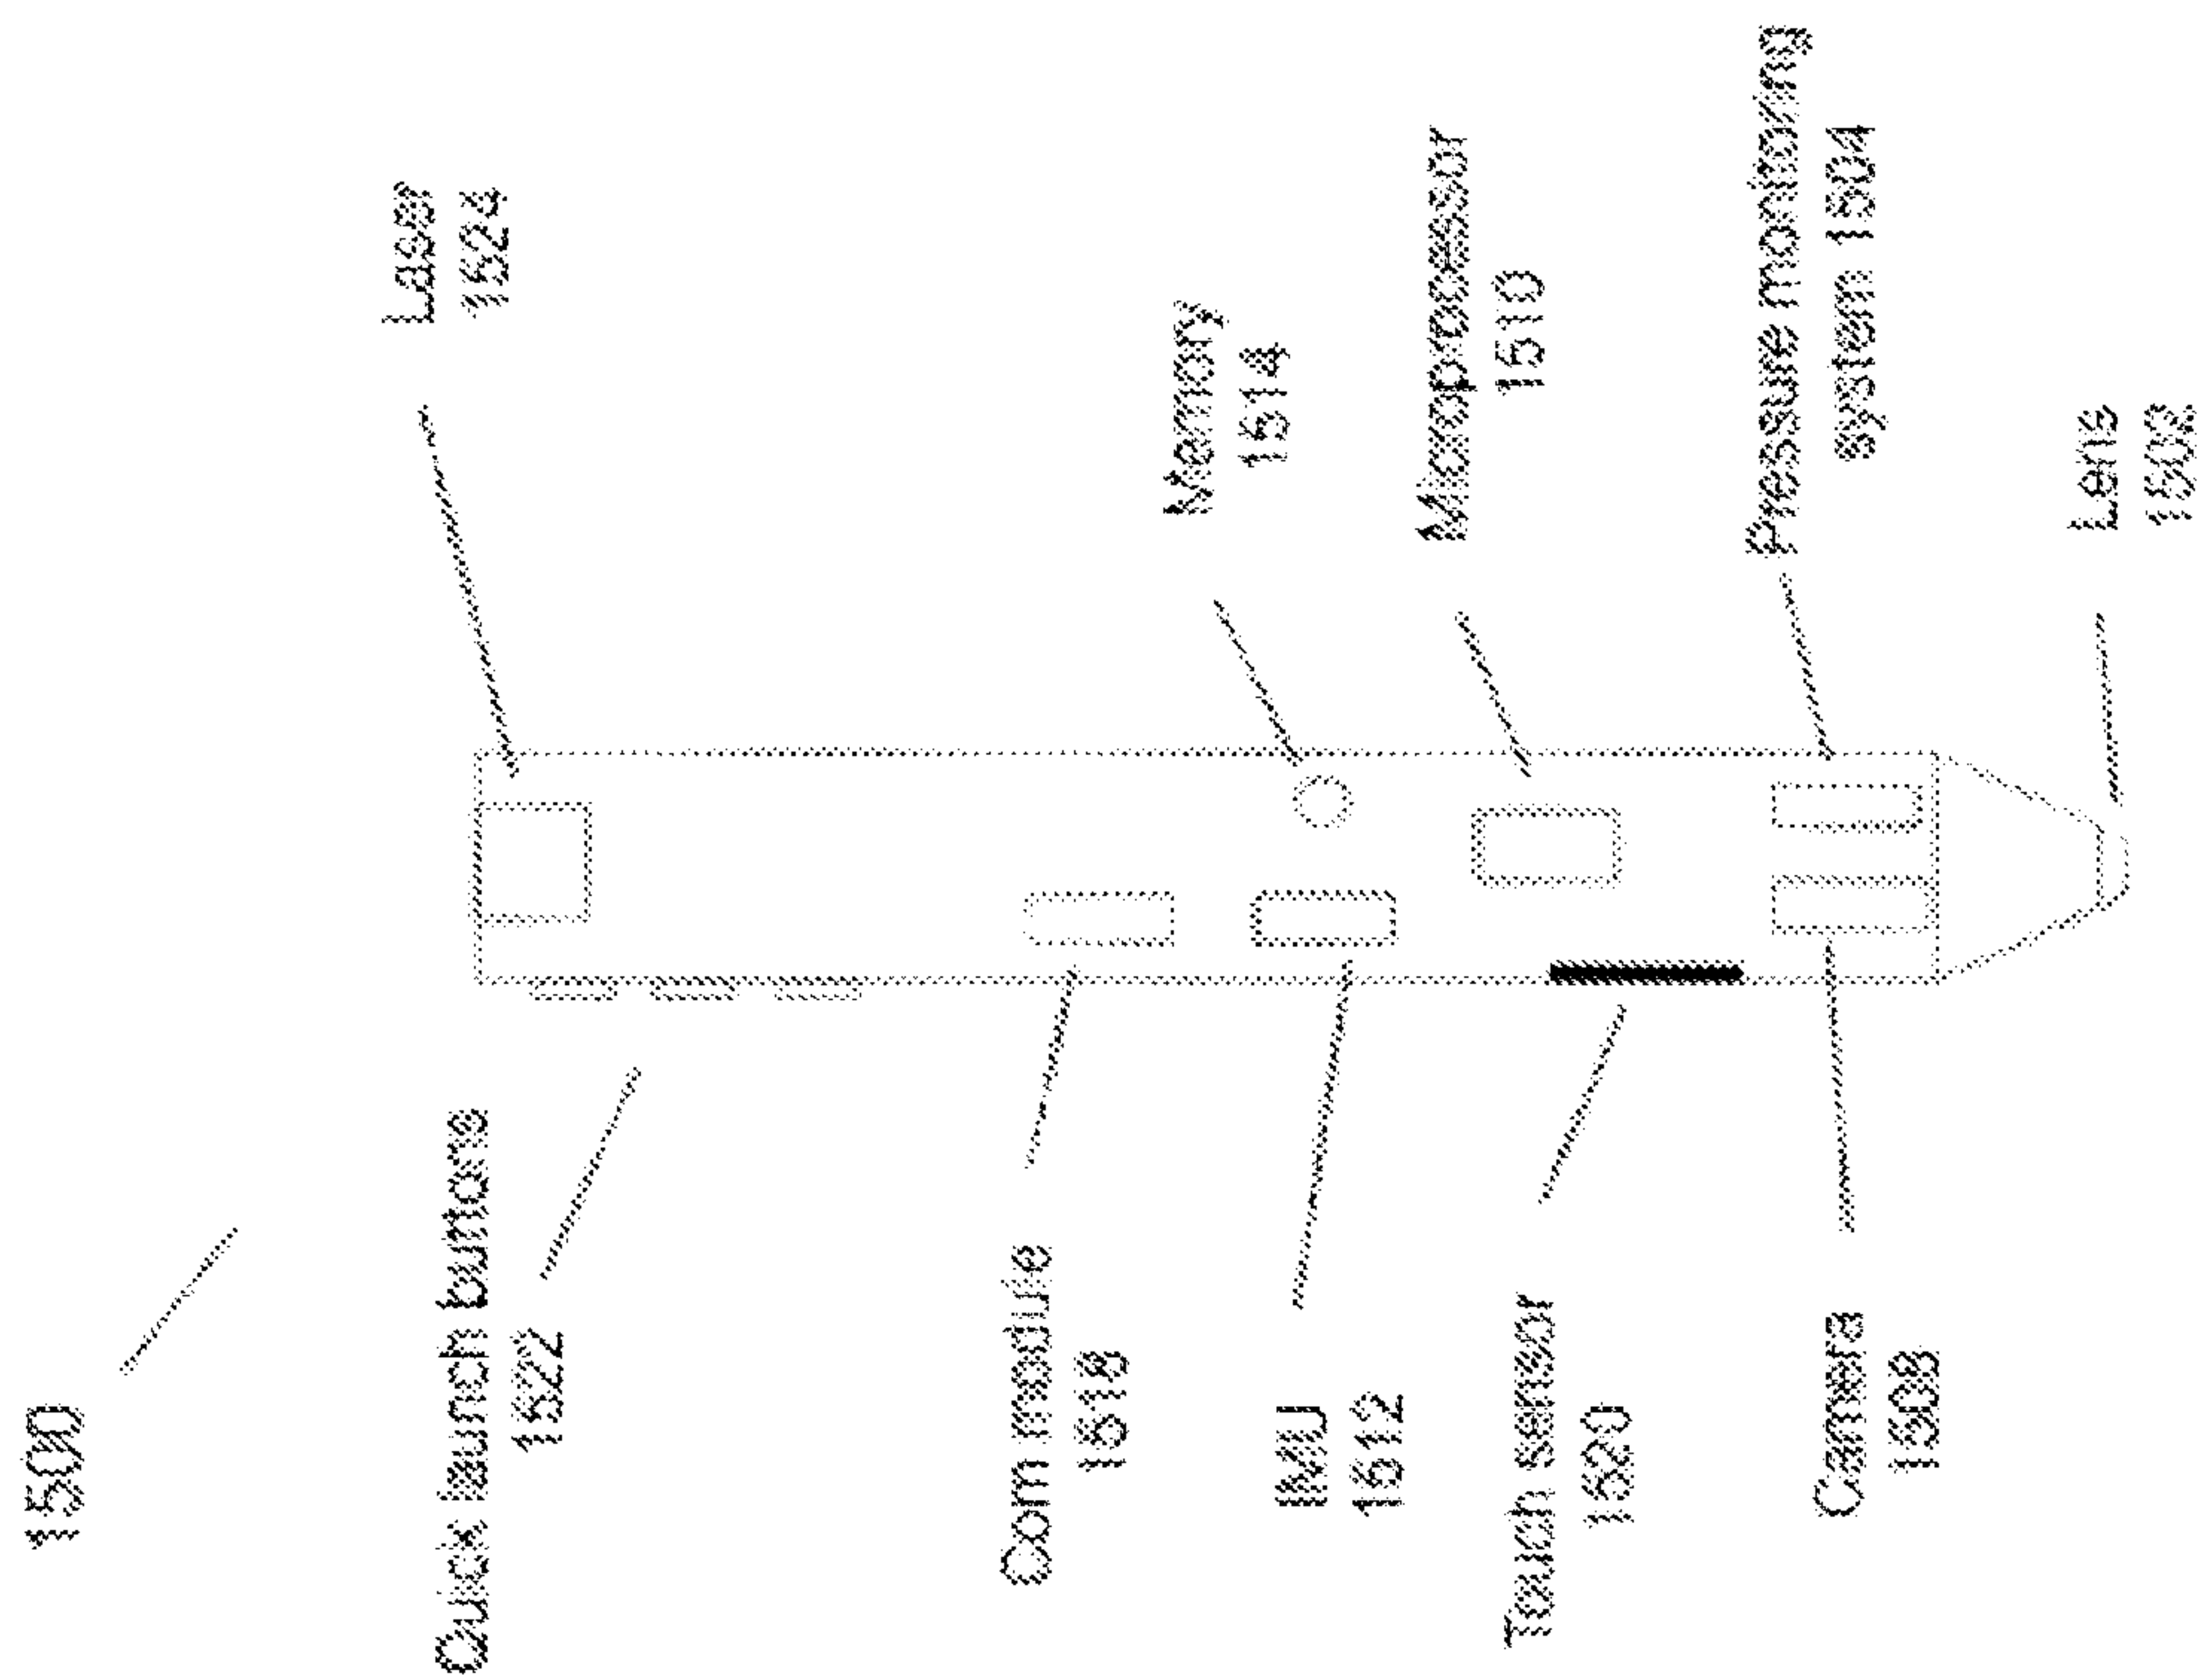 1500
Quick launch buttons
1522
Laser
1524
Com module
1518
Memory
1514
IMU
1512
Microprocessor
1510
Touch sensor
1520
Pressure monitoring
system 1504
Camera
1508
Lens
1502